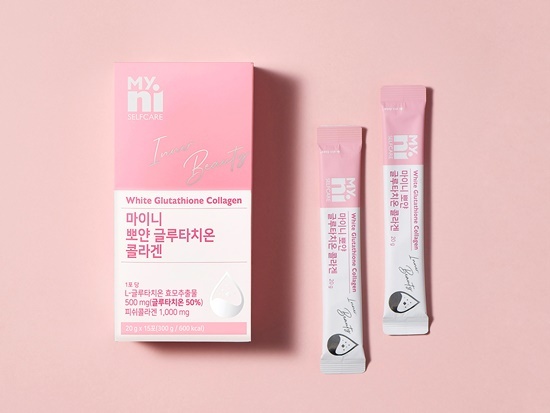 MY.
ni
SELFCARE
Inner
Beauty
White Glutathione Collagen
마이니
뽀얀 글루타치온
콜라겐
1포 당
L-글루타치온 효모추출물
500 mg(글루타치온 50%)
피쉬콜라겐 1,000 mg
20 g × 15포(300 g / 600 kcal)
MY.
ni
White Glutathione Collagen
마이니 뽀얀
글루타치온 콜라겐
20 g
Inner
Beauty
MY.
ni
White Glutathione Collagen
마이니 뽀얀
글루타치온 콜라겐 20 g
Inner
Beauty